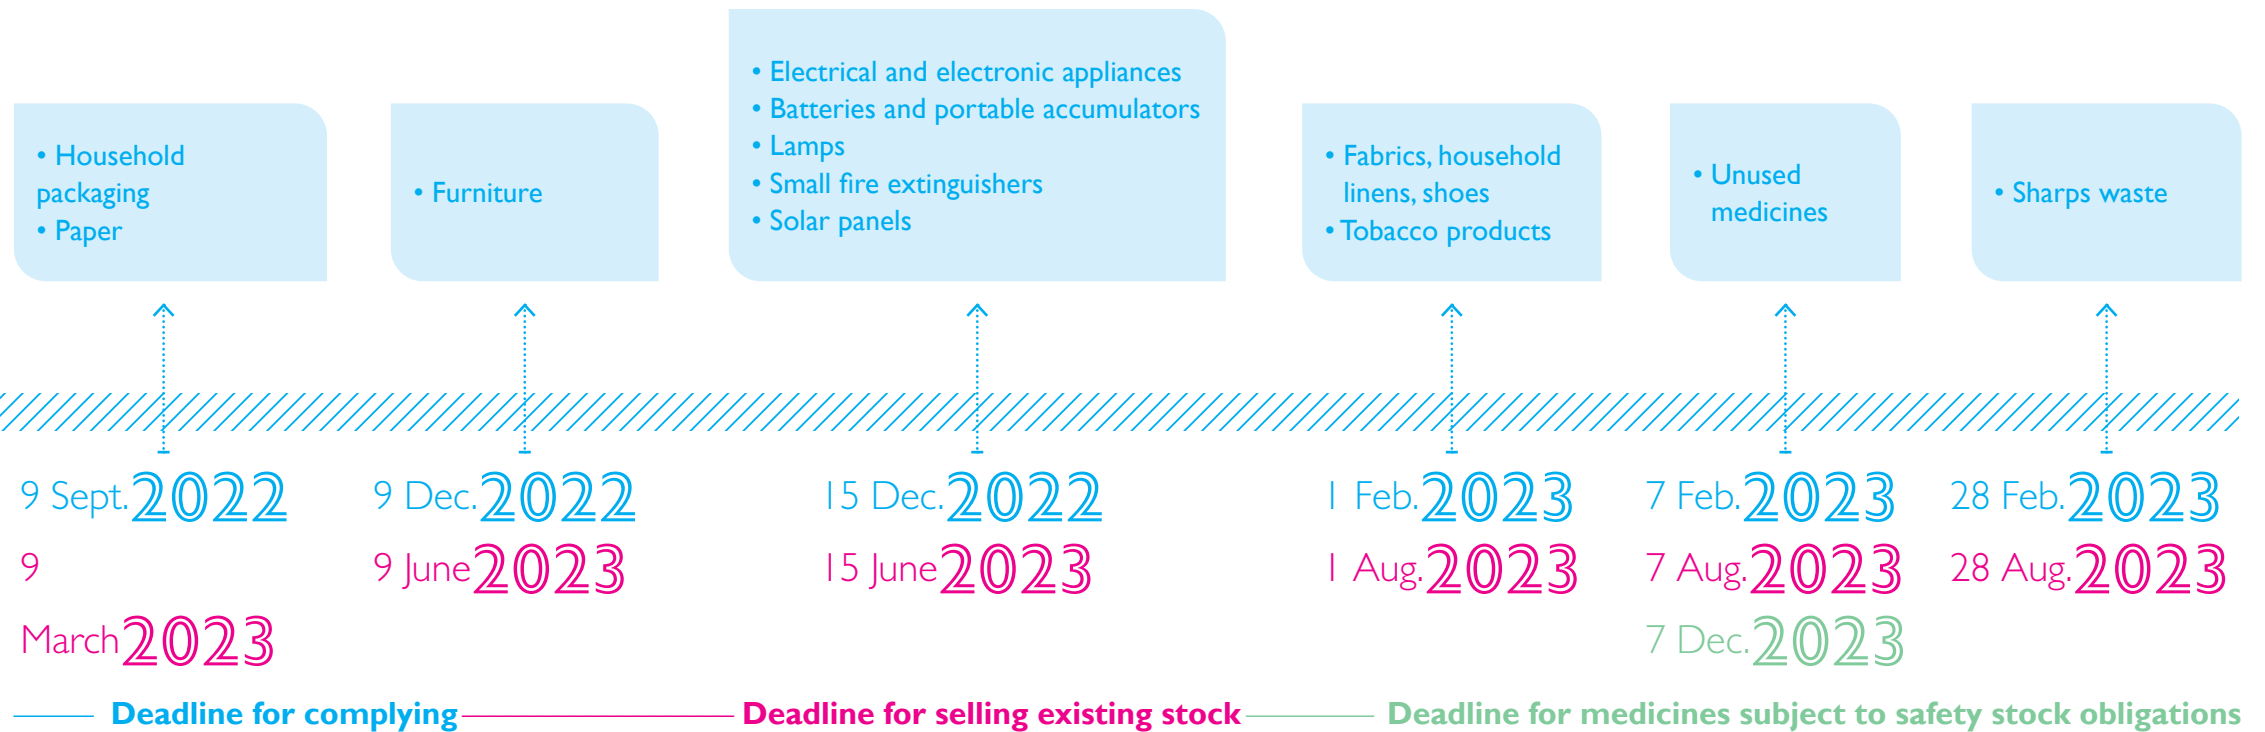 • Household
packaging
• Paper
• Furniture
• Electrical and electronic appliances
• Batteries and portable accumulators
• Lamps
• Small fire extinguishers
• Solar panels
• Fabrics, household
linens, shoes
• Tobacco products
• Unused
medicines
• Sharps waste
9 Sept. 2022
9
March 2023
9 Dec. 2022
9 June 2023
15 Dec. 2022
15 June 2023
1 Feb. 2023
1 Aug. 2023
7 Feb. 2023
7 Aug. 2023
7 Dec. 2023
28 Feb. 2023
28 Aug. 2023
Deadline for complying
Deadline for selling existing stock
Deadline for medicines subject to safety stock obligations